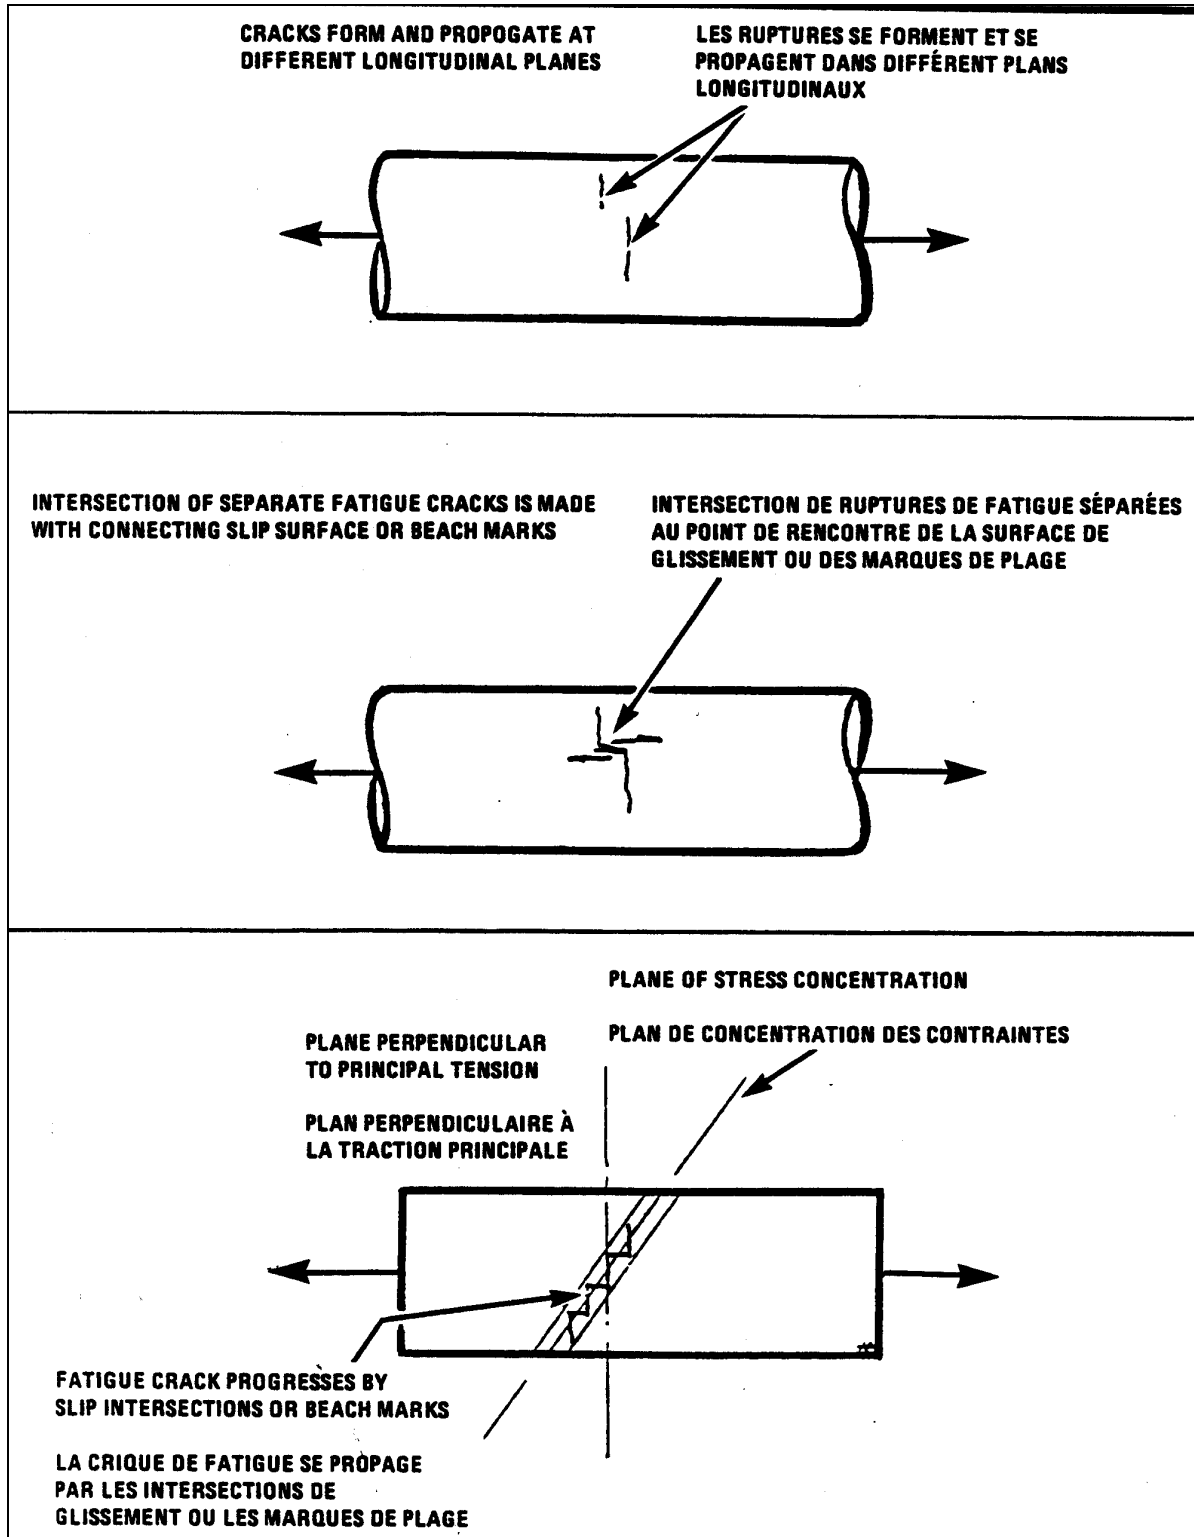 CRACKS FORM AND PROPOGATE AT
DIFFERENT LONGITUDINAL PLANES
LES RUPTURES SE FORMENT ET SE
PROPAGENT DANS DIFFÉRENT PLANS
LONGITUDINAUX
INTERSECTION OF SEPARATE FATIGUE CRACKS IS MADE
WITH CONNECTING SLIP SURFACE OR BEACH MARKS
INTERSECTION DE RUPTURES DE FATIGUE SÉPARÉES
AU POINT DE RENCONTRE DE LA SURFACE DE
GLISSEMENT OU DES MARQUES DE PLAGE
PLANE OF STRESS CONCENTRATION
PLAN DE CONCENTRATION DES CONTRAINTES
PLANE PERPENDICULAR
TO PRINCIPAL TENSION
PLAN PERPENDICULAIRE À
LA TRACTION PRINCIPALE
FATIGUE CRACK PROGRESSES BY
SLIP INTERSECTIONS OR BEACH MARKS
LA CRIQUE DE FATIGUE SE PROPAGE
PAR LES INTERSECTIONS DE
GLISSEMENT OU LES MARQUES DE PLAGE